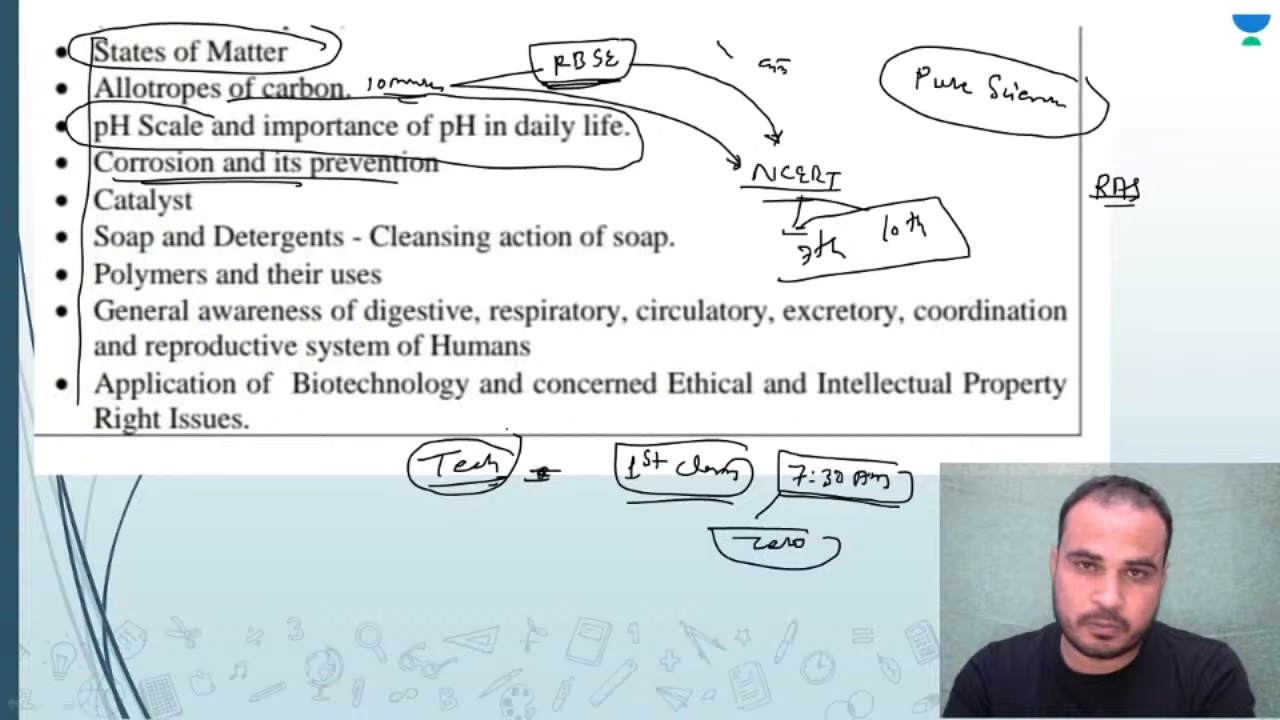 • States of Matter
RBSE
Pure Science
• Allotropes of carbon.
• pH Scale and importance of pH in daily life.
• Corrosion and its prevention
NCERT
RAS
• Catalyst
7th 10th
• Soap and Detergents - Cleansing action of soap.
• Polymers and their uses
• General awareness of digestive, respiratory, circulatory, excretory, coordination
and reproductive system of Humans
• Application of Biotechnology and concerned Ethical and Intellectual Property
Right Issues.
Tech = 1st class 7:30 AM
Zero